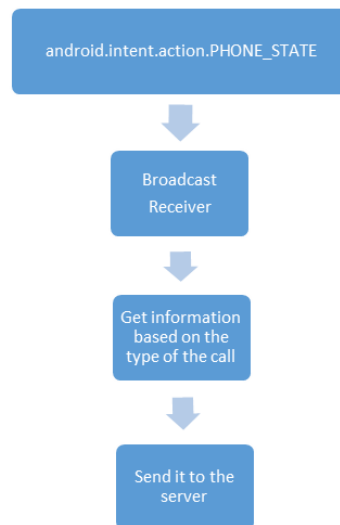 android.intent.action.PHONE_STATE
Broadcast
Receiver
Get information
based on the
type of the call
Send it to the
server